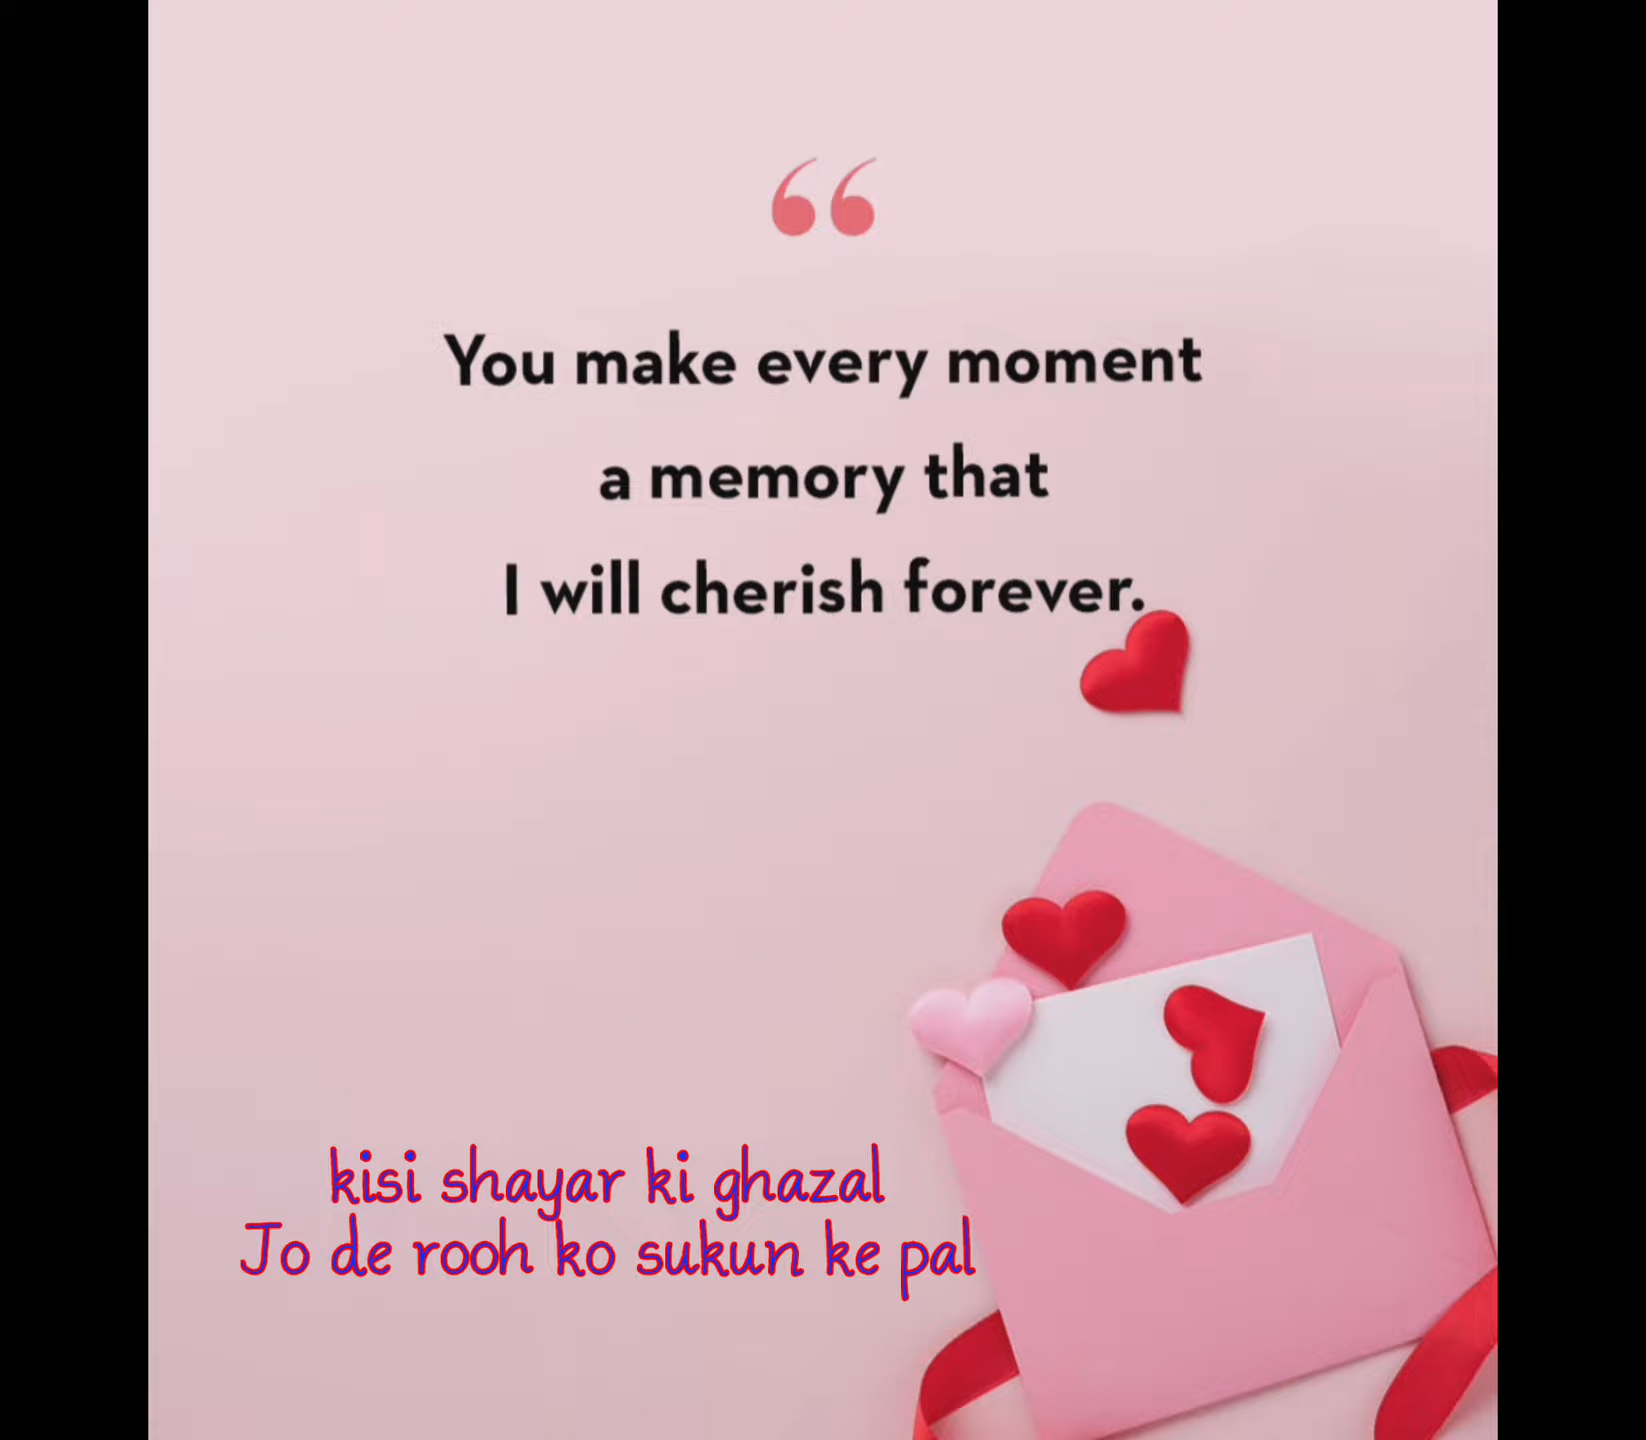 “
You make every moment
a memory that
I will cherish forever.
kisi shayar ki ghazal
Jo de rooh ko sukun ke pal